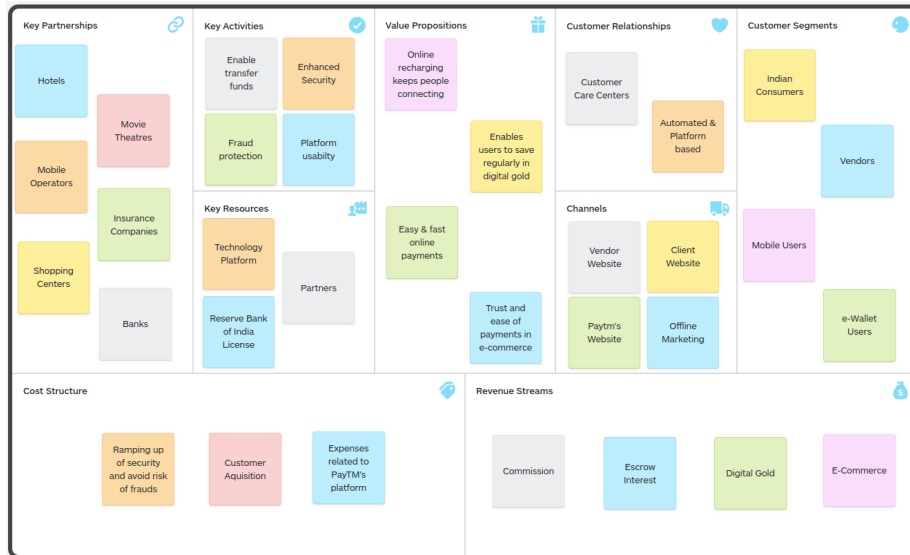 Key Partnerships
Hotels
Movie
Theatres
Mobile
Operators
Insurance
Companies
Shopping
Centers
Banks
Key Activities
Enable
transfer
funds
Enhanced
Security
Fraud
protection
Platform
usabilty
Key Resources
Technology
Platform
Partners
Reserve Bank
of India
License
Value Propositions
Online
recharging
keeps people
connecting
Enables
users to save
regularly in
digital gold
Easy & fast
online
payments
Trust and
ease of
payments in
e-commerce
Customer Relationships
Customer
Care Centers
Automated &
Platform
based
Channels
Vendor
Website
Client
Website
Paytm's
Website
Offline
Marketing
Customer Segments
Indian
Consumers
Vendors
Mobile Users
e-Wallet
Users
Cost Structure
Ramping up
of security
and avoid risk
of frauds
Customer
Aquisition
Expenses
related to
PayTM's
platform
Revenue Streams
Commission
Escrow
Interest
Digital Gold
E-Commerce